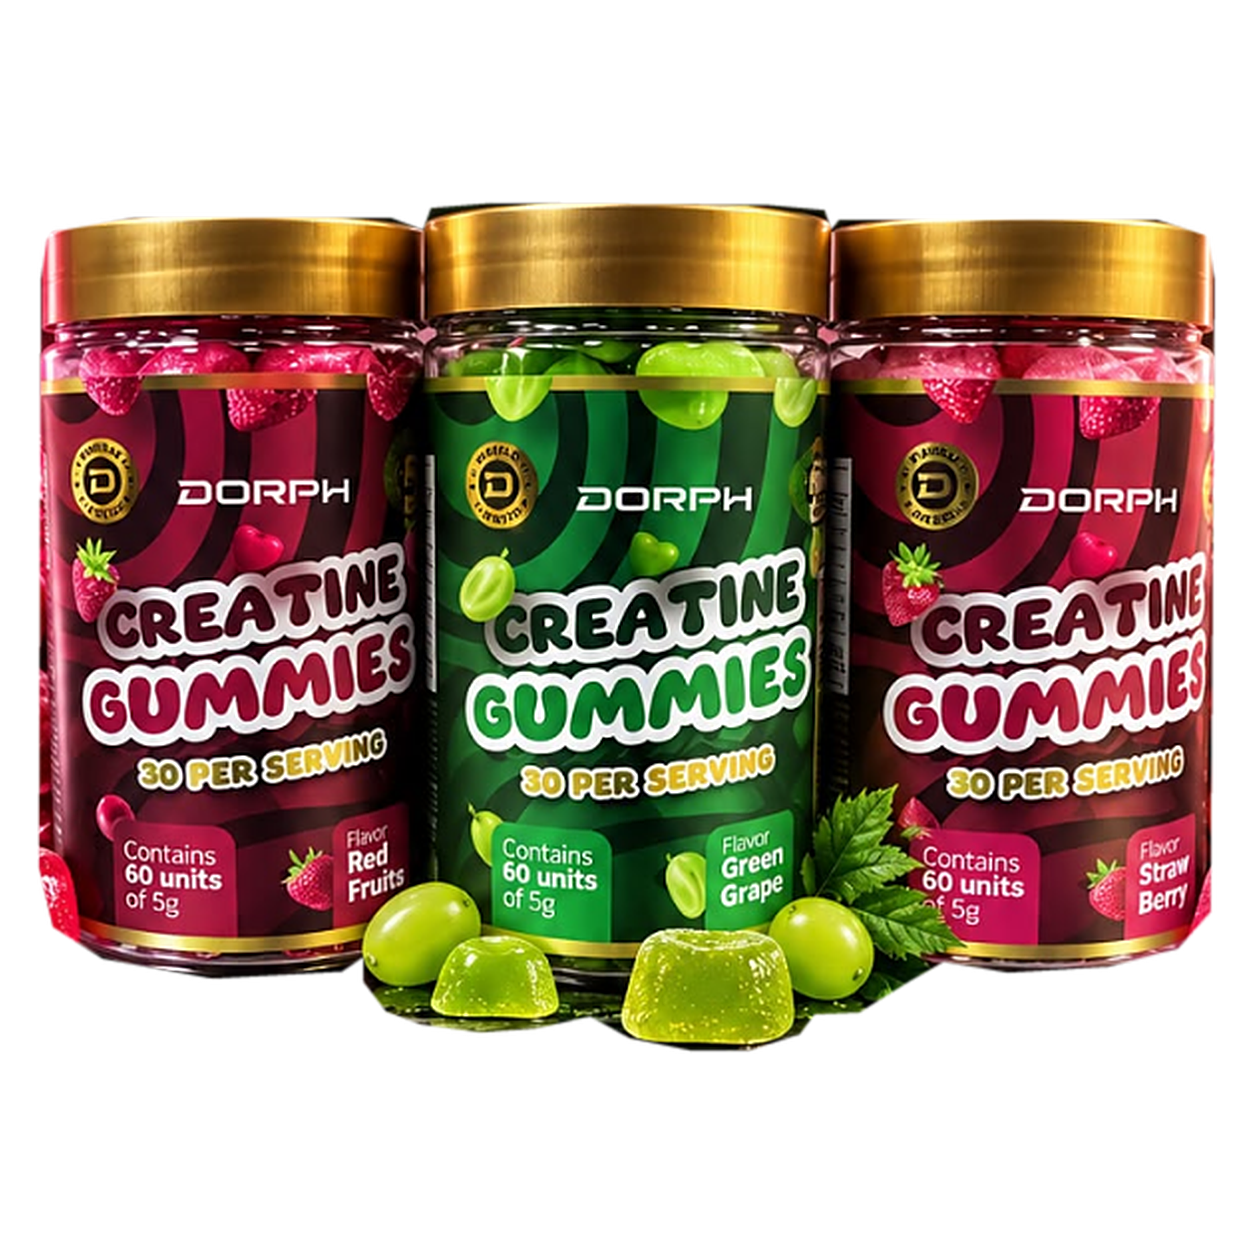 D
DORPH
CREATINE
GUMMIES
30 PER SERVING
Contains
60 units
of 5g
Flavor
Red
Fruits
D
DORPH
CREATINE
GUMMIES
30 PER SERVING
Contains
60 units
of 5g
Flavor
Green
Grape
D
DORPH
CREATINE
GUMMIES
30 PER SERVING
Contains
60 units
of 5g
Flavor
Straw
Berry